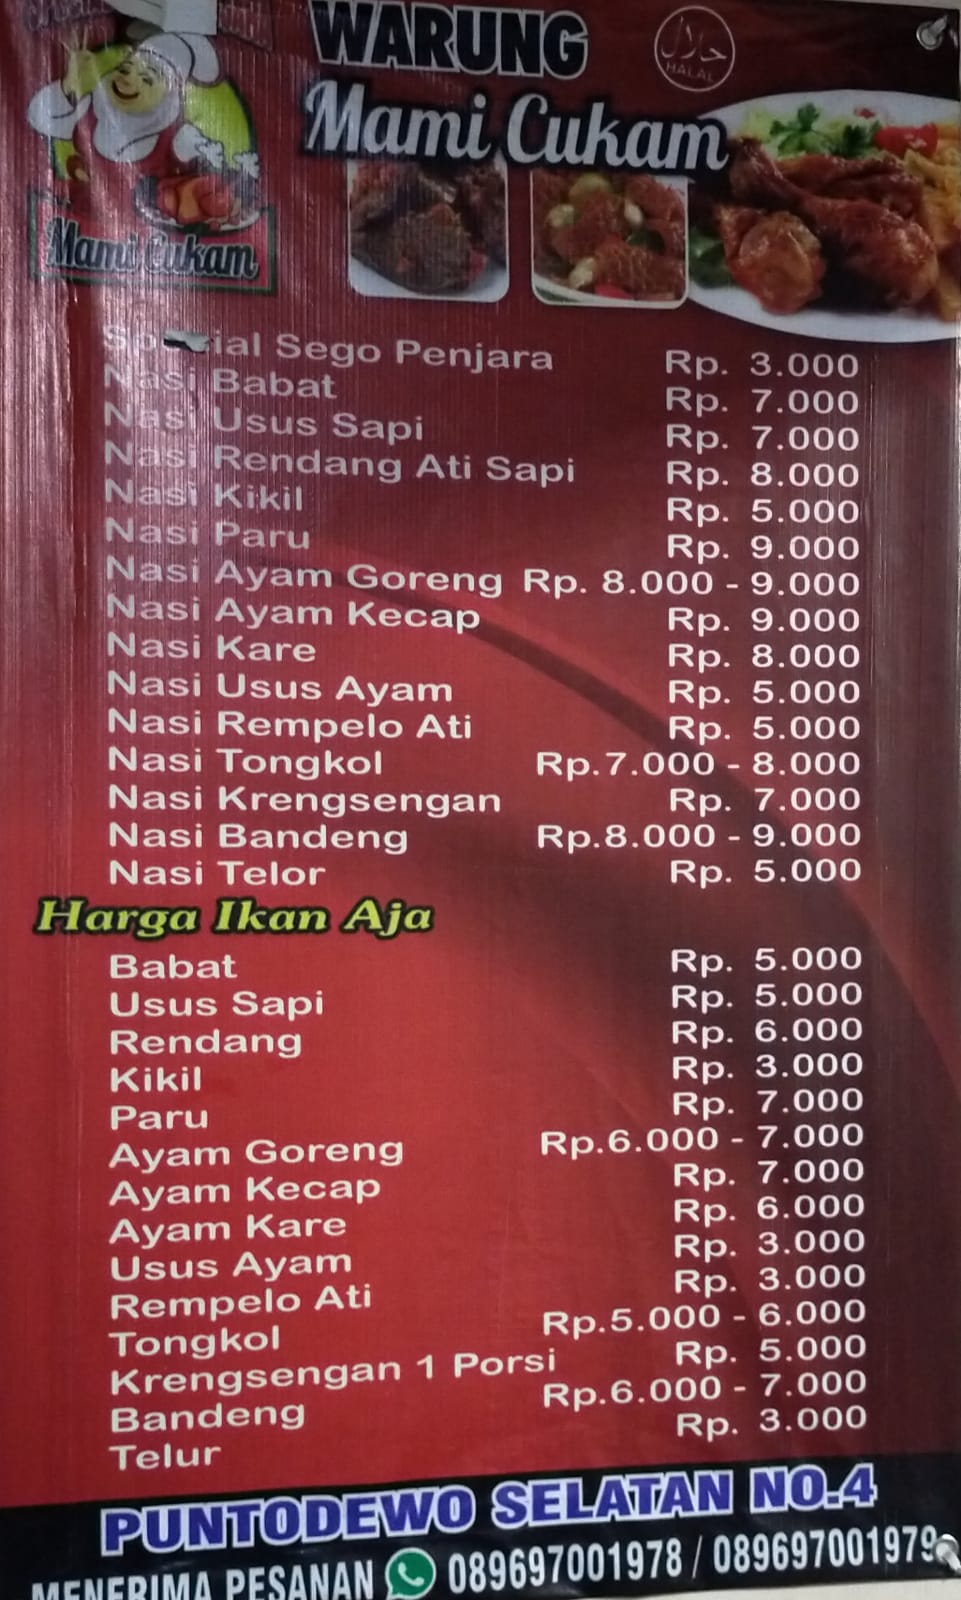 WARUNG
حلال
HALAL
Mami Cukam
Mami Cukam
Spesial Sego Penjara Rp. 3.000
Nasi Babat Rp. 7.000
Nasi Usus Sapi Rp. 7.000
Nasi Rendang Ati Sapi Rp. 8.000
Nasi Kikil Rp. 5.000
Nasi Paru Rp. 9.000
Nasi Ayam Goreng Rp. 8.000 - 9.000
Nasi Ayam Kecap Rp. 9.000
Nasi Kare Rp. 8.000
Nasi Usus Ayam Rp. 5.000
Nasi Rempelo Ati Rp. 5.000
Nasi Tongkol Rp.7.000 - 8.000
Nasi Krengsengan Rp. 7.000
Nasi Bandeng Rp.8.000 - 9.000
Nasi Telor Rp. 5.000
Harga Ikan Aja
Babat Rp. 5.000
Usus Sapi Rp. 5.000
Rendang Rp. 6.000
Kikil Rp. 3.000
Paru Rp. 7.000
Ayam Goreng Rp.6.000 - 7.000
Ayam Kecap Rp. 7.000
Ayam Kare Rp. 6.000
Usus Ayam Rp. 3.000
Rempelo Ati Rp. 3.000
Tongkol Rp.5.000 - 6.000
Krengsengan 1 Porsi Rp. 5.000
Bandeng Rp.6.000 - 7.000
Telur Rp. 3.000
PUNTODEWO SELATAN NO.4
MENERIMA PESANAN 089697001978 / 089697001979